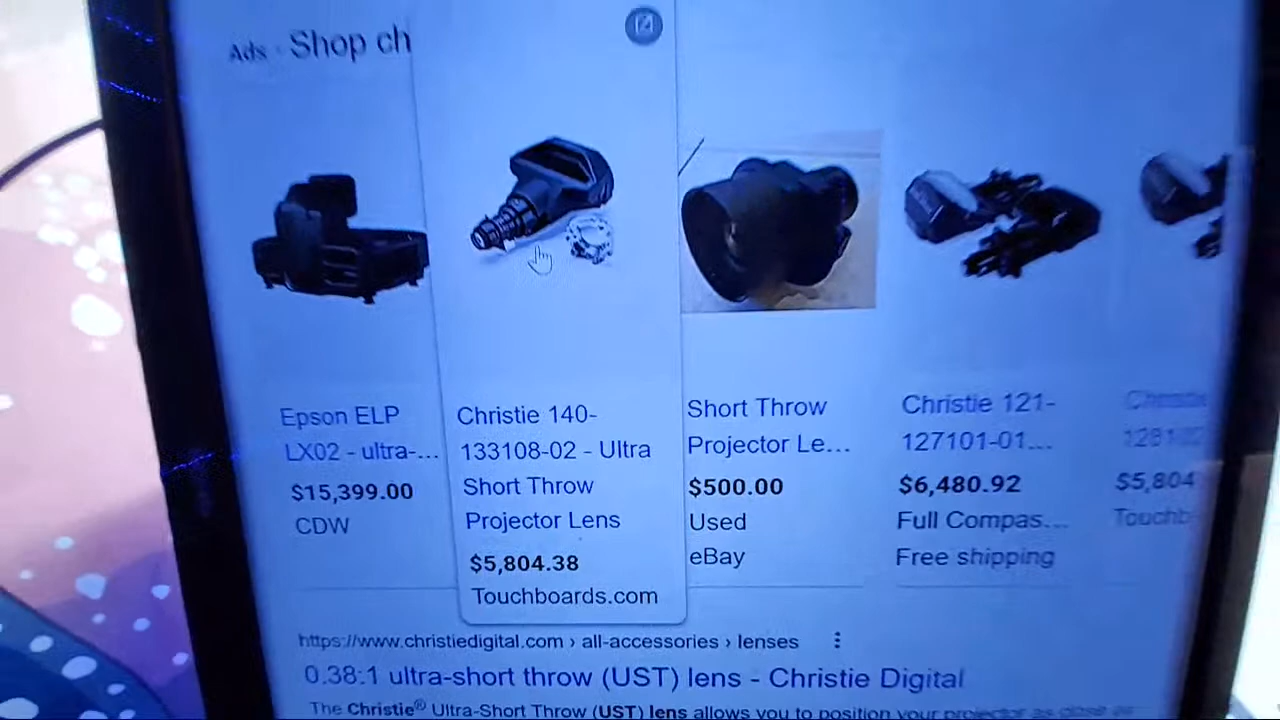 Ads · Shop ch
Epson ELP
LX02 - ultra-...
$15,399.00
CDW
Christie 140-
133108-02 - Ultra
Short Throw
Projector Lens
$5,804.38
Touchboards.com
Short Throw
Projector Le...
$500.00
Used
eBay
Christie 121-
127101-01...
$6,480.92
Full Compas...
Free shipping
Christie
$5,804
Touchb
https://www.christiedigital.com › all-accessories › lenses
0.38:1 ultra-short throw (UST) lens - Christie Digital
The Christie® Ultra-Short Throw (UST) lens allows you to position your projector as close as